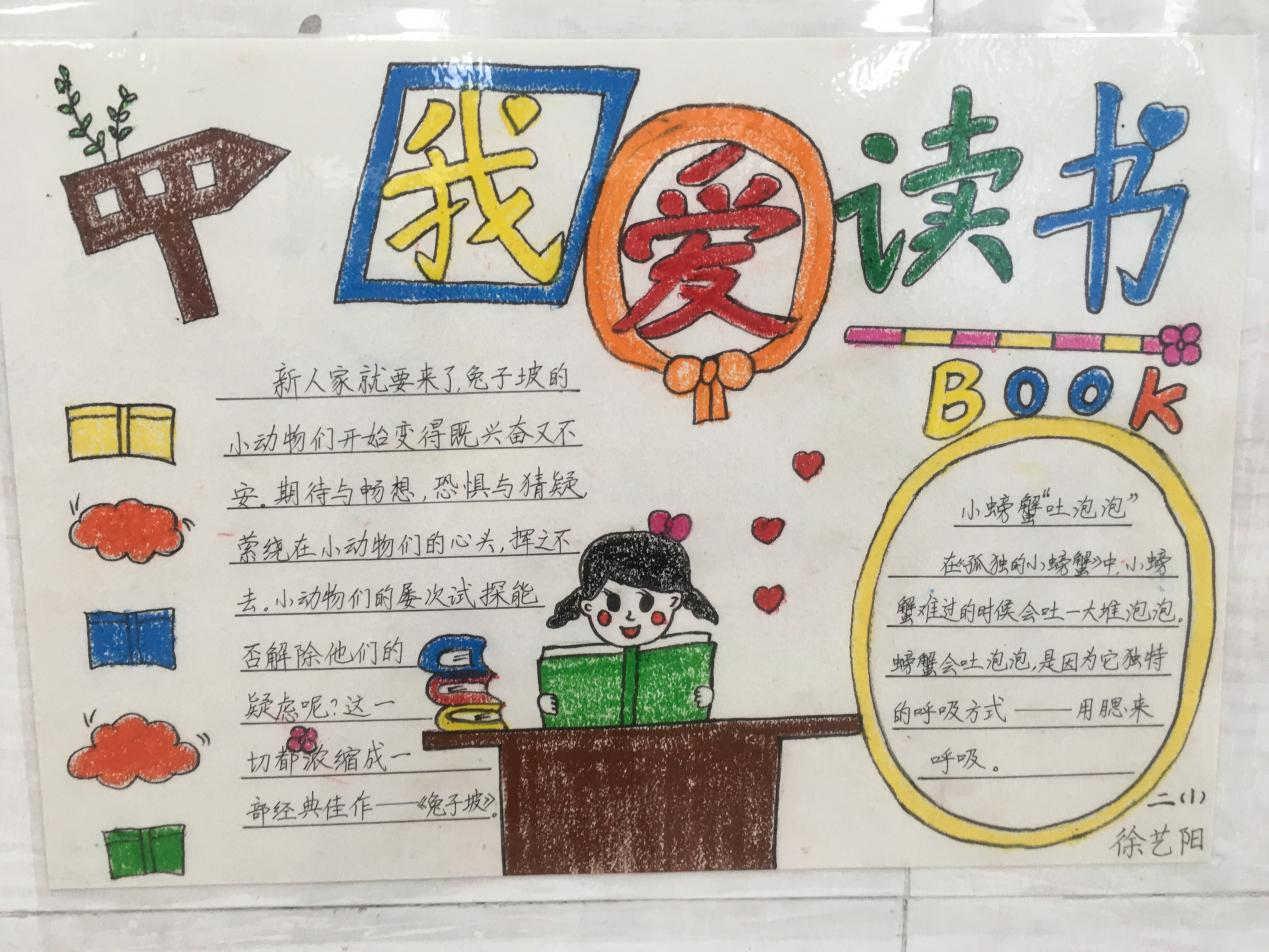 我爱读书
BOOK
新人家就要来了,兔子坡的
小动物们开始变得既兴奋又不
安。期待与畅想,恐惧与猜疑
萦绕在小动物们的心头,挥之不
去。小动物们的屡次试探能
否解除他们的
疑虑呢?这一
切都浓缩成一
部经典佳作——《兔子坡》。
小螃蟹“吐泡泡”
在《孤独的小螃蟹》中,小螃
蟹难过的时候会吐一大堆泡泡。
螃蟹会吐泡泡,是因为它独特
的呼吸方式——用腮来
呼吸。
二(1)
徐艺阳